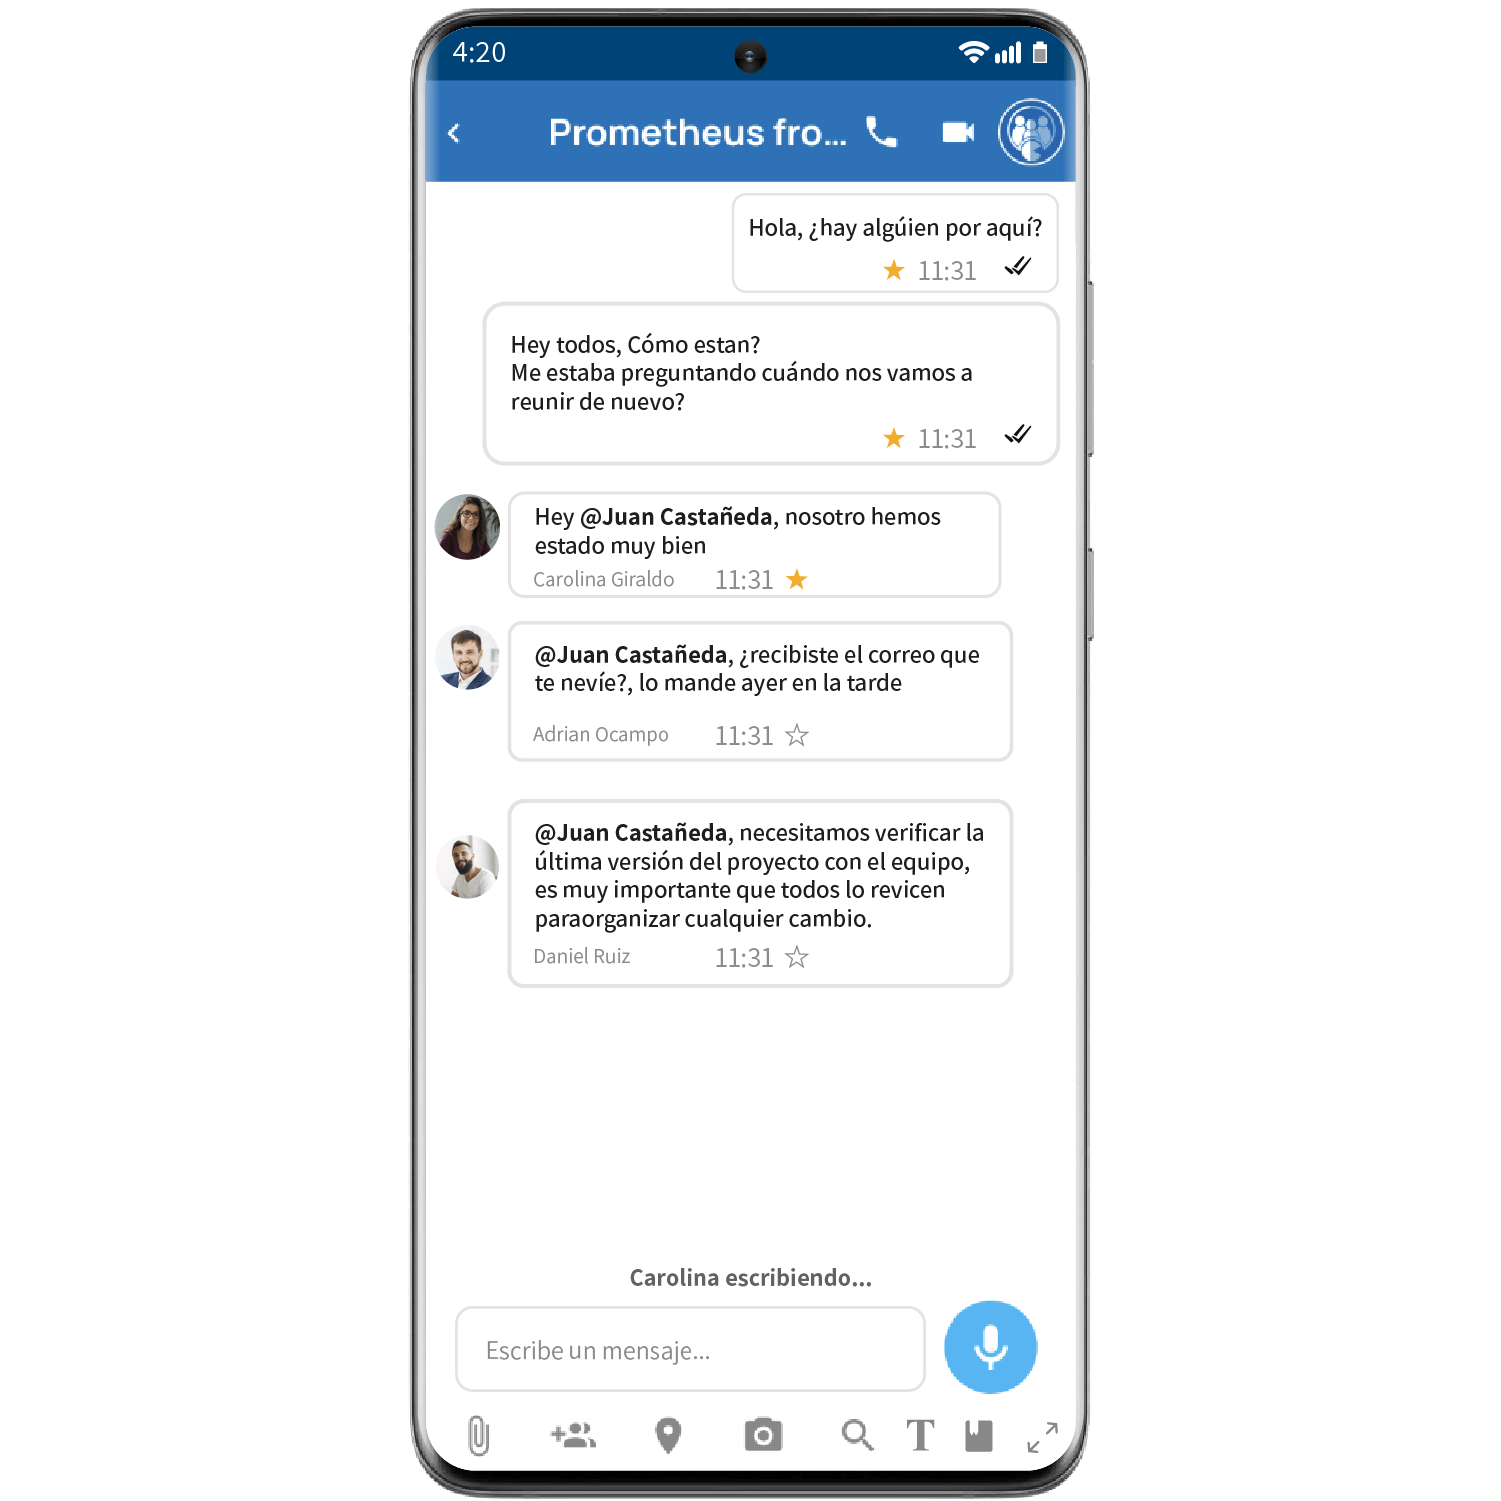 4:20
Prometheus fro...
Hola, ¿hay algúien por aquí?
11:31
Hey todos, Cómo estan?
Me estaba preguntando cuándo nos vamos a
reunir de nuevo?
11:31
Hey @Juan Castañeda, nosotro hemos
estado muy bien
Carolina Giraldo 11:31
@Juan Castañeda, ¿recibiste el correo que
te nevíe?, lo mande ayer en la tarde
Adrian Ocampo 11:31
@Juan Castañeda, necesitamos verificar la
última versión del proyecto con el equipo,
es muy importante que todos lo revicen
paraorganizar cualquier cambio.
Daniel Ruiz 11:31
Carolina escribiendo...
Escribe un mensaje...
T